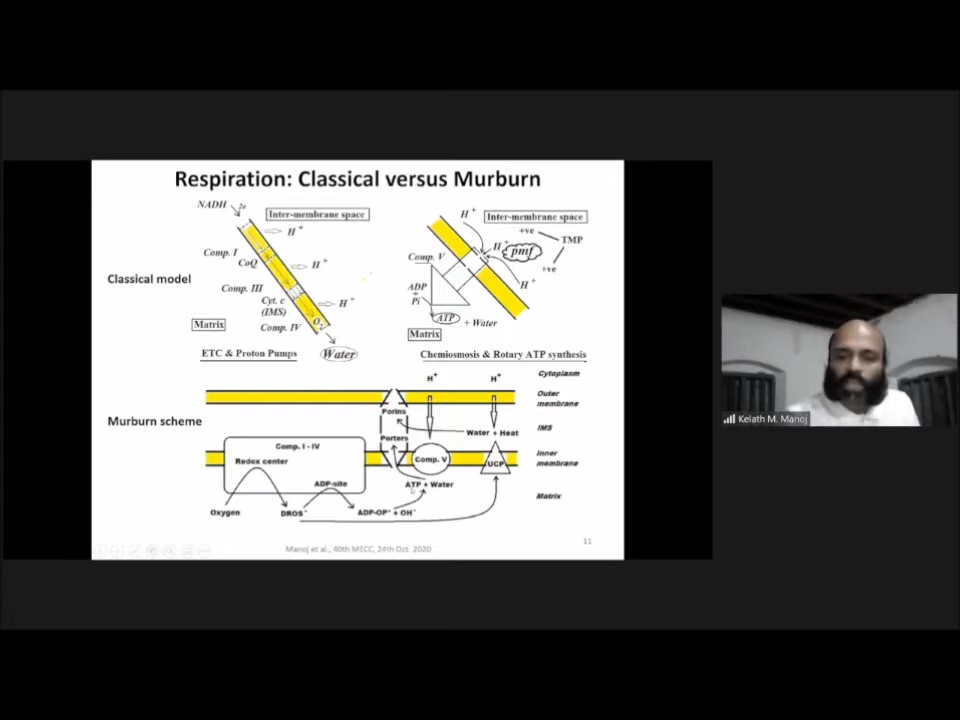 Respiration: Classical versus Murburn
NADH 2e
Inter-membrane space
H+
Comp. I
CoQ
H+
Classical model
Comp. III
Cyt. c
(IMS)
H+
Matrix
Comp. IV
O2
ETC & Proton Pumps
Water
H+
Inter-membrane space
+ve
TMP
H+
pmf
Comp. V
+ve
ADP
+
Pi
H+
ATP + Water
Matrix
Chemiosmosis & Rotary ATP synthesis
H+
H+
Cytoplasm
Outer
membrane
Porins
Murburn scheme
Water + Heat
IMS
Porters
Comp. I - IV
Redox center
Comp. V
UCP
Inner
membrane
ADP-site
ATP + Water
Matrix
Oxygen
DROS
ADP-OP* + OH-
11
Manoj et al., 40th MECC, 24th Oct. 2020
Kelath M. Manoj